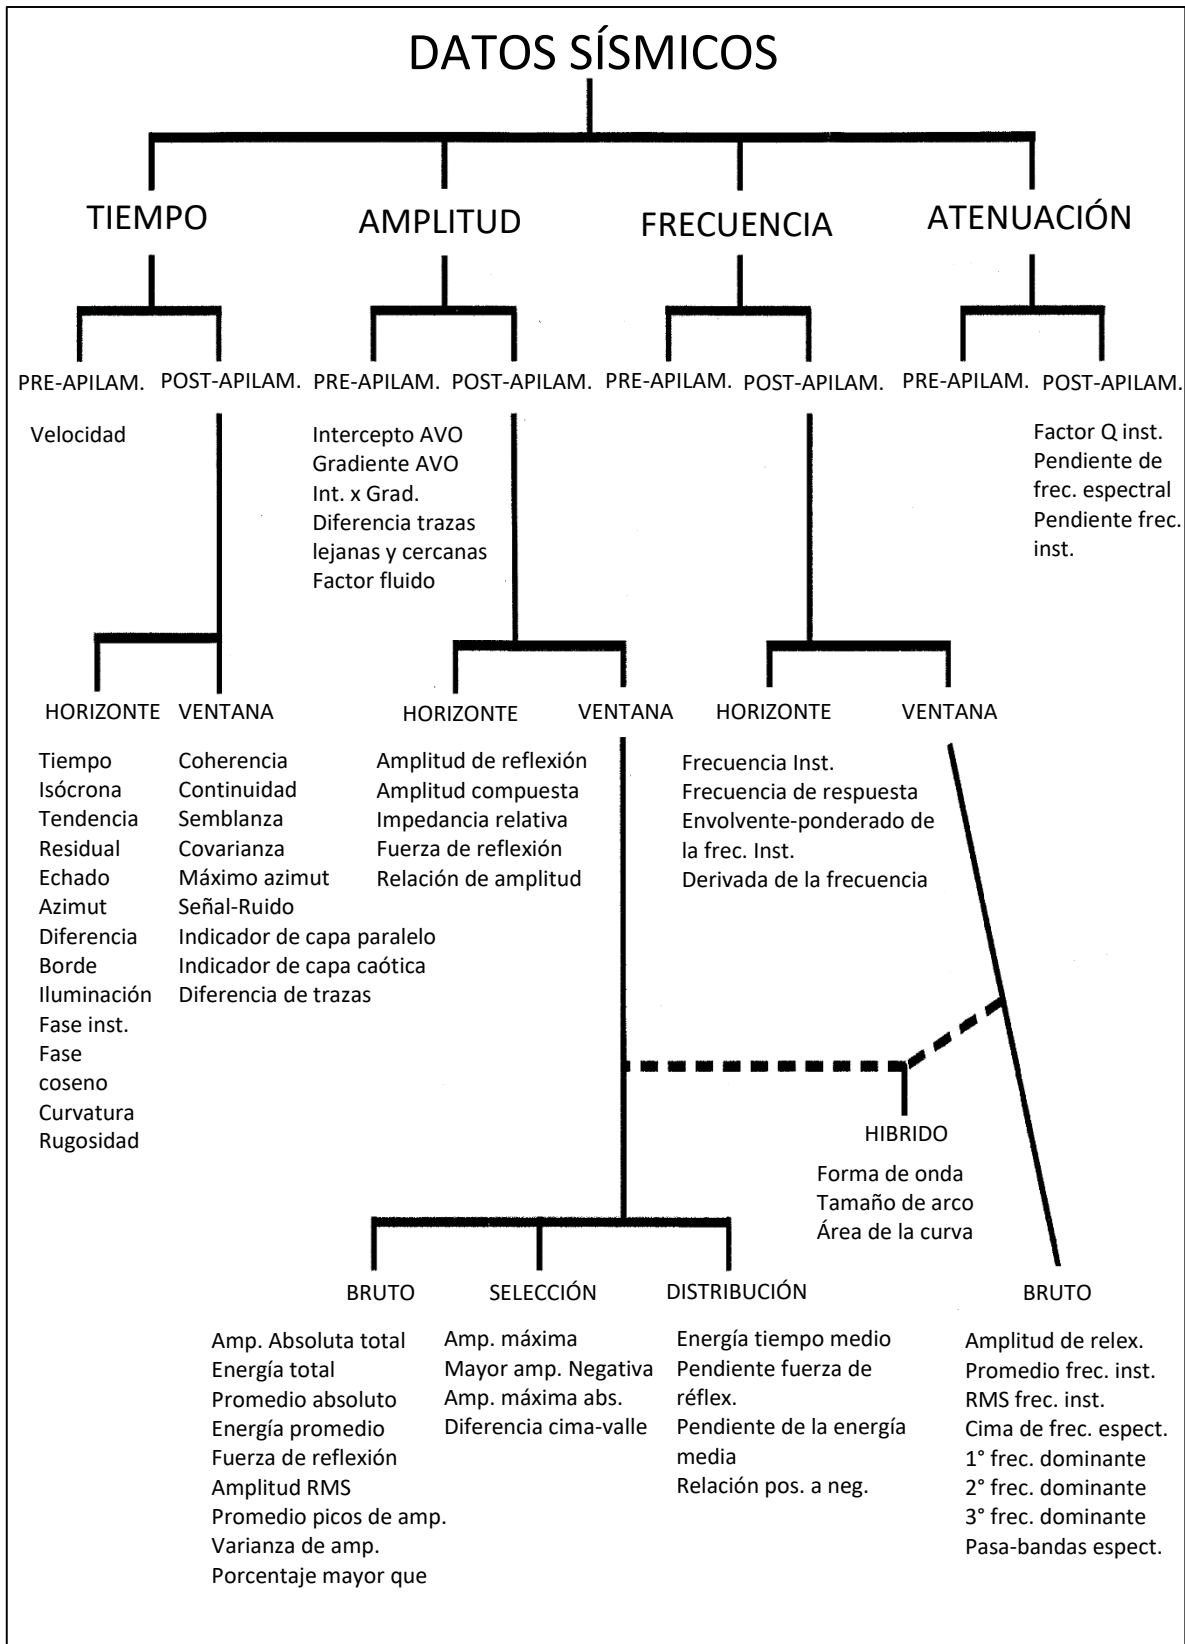 DATOS SÍSMICOS
TIEMPO
AMPLITUD
FRECUENCIA
ATENUACIÓN
PRE-APILAM.
POST-APILAM.
PRE-APILAM.
POST-APILAM.
PRE-APILAM.
POST-APILAM.
PRE-APILAM.
POST-APILAM.
Velocidad
Intercepto AVO
Gradiente AVO
Int. x Grad.
Diferencia trazas
lejanas y cercanas
Factor fluido
Factor Q inst.
Pendiente de
frec. espectral
Pendiente frec.
inst.
HORIZONTE
VENTANA
HORIZONTE
VENTANA
HORIZONTE
VENTANA
Tiempo
Isócrona
Tendencia
Residual
Echado
Azimut
Diferencia
Borde
Iluminación
Fase inst.
Fase
coseno
Curvatura
Rugosidad
Coherencia
Continuidad
Semblanza
Covarianza
Máximo azimut
Señal-Ruido
Indicador de capa paralelo
Indicador de capa caótica
Diferencia de trazas
Amplitud de reflexión
Amplitud compuesta
Impedancia relativa
Fuerza de reflexión
Relación de amplitud
Frecuencia Inst.
Frecuencia de respuesta
Envolvente-ponderado de
la frec. Inst.
Derivada de la frecuencia
HIBRIDO
Forma de onda
Tamaño de arco
Área de la curva
BRUTO
SELECCIÓN
DISTRIBUCIÓN
BRUTO
Amp. Absoluta total
Energía total
Promedio absoluto
Energía promedio
Fuerza de reflexión
Amplitud RMS
Promedio picos de amp.
Varianza de amp.
Porcentaje mayor que
Amp. máxima
Mayor amp. Negativa
Amp. máxima abs.
Diferencia cima-valle
Energía tiempo medio
Pendiente fuerza de
réflex.
Pendiente de la energía
media
Relación pos. a neg.
Amplitud de relex.
Promedio frec. inst.
RMS frec. inst.
Cima de frec. espect.
1° frec. dominante
2° frec. dominante
3° frec. dominante
Pasa-bandas espect.